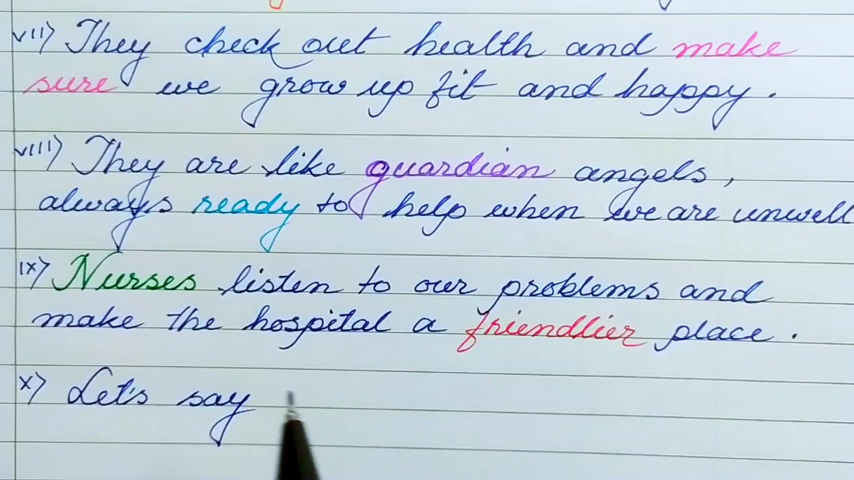 vii) They check out health and make
sure we grow up fit and happy.
viii) They are like guardian angels,
always ready to help when we are unwell
ix) Nurses listen to our problems and
make the hospital a friendlier place.
x) Let's say